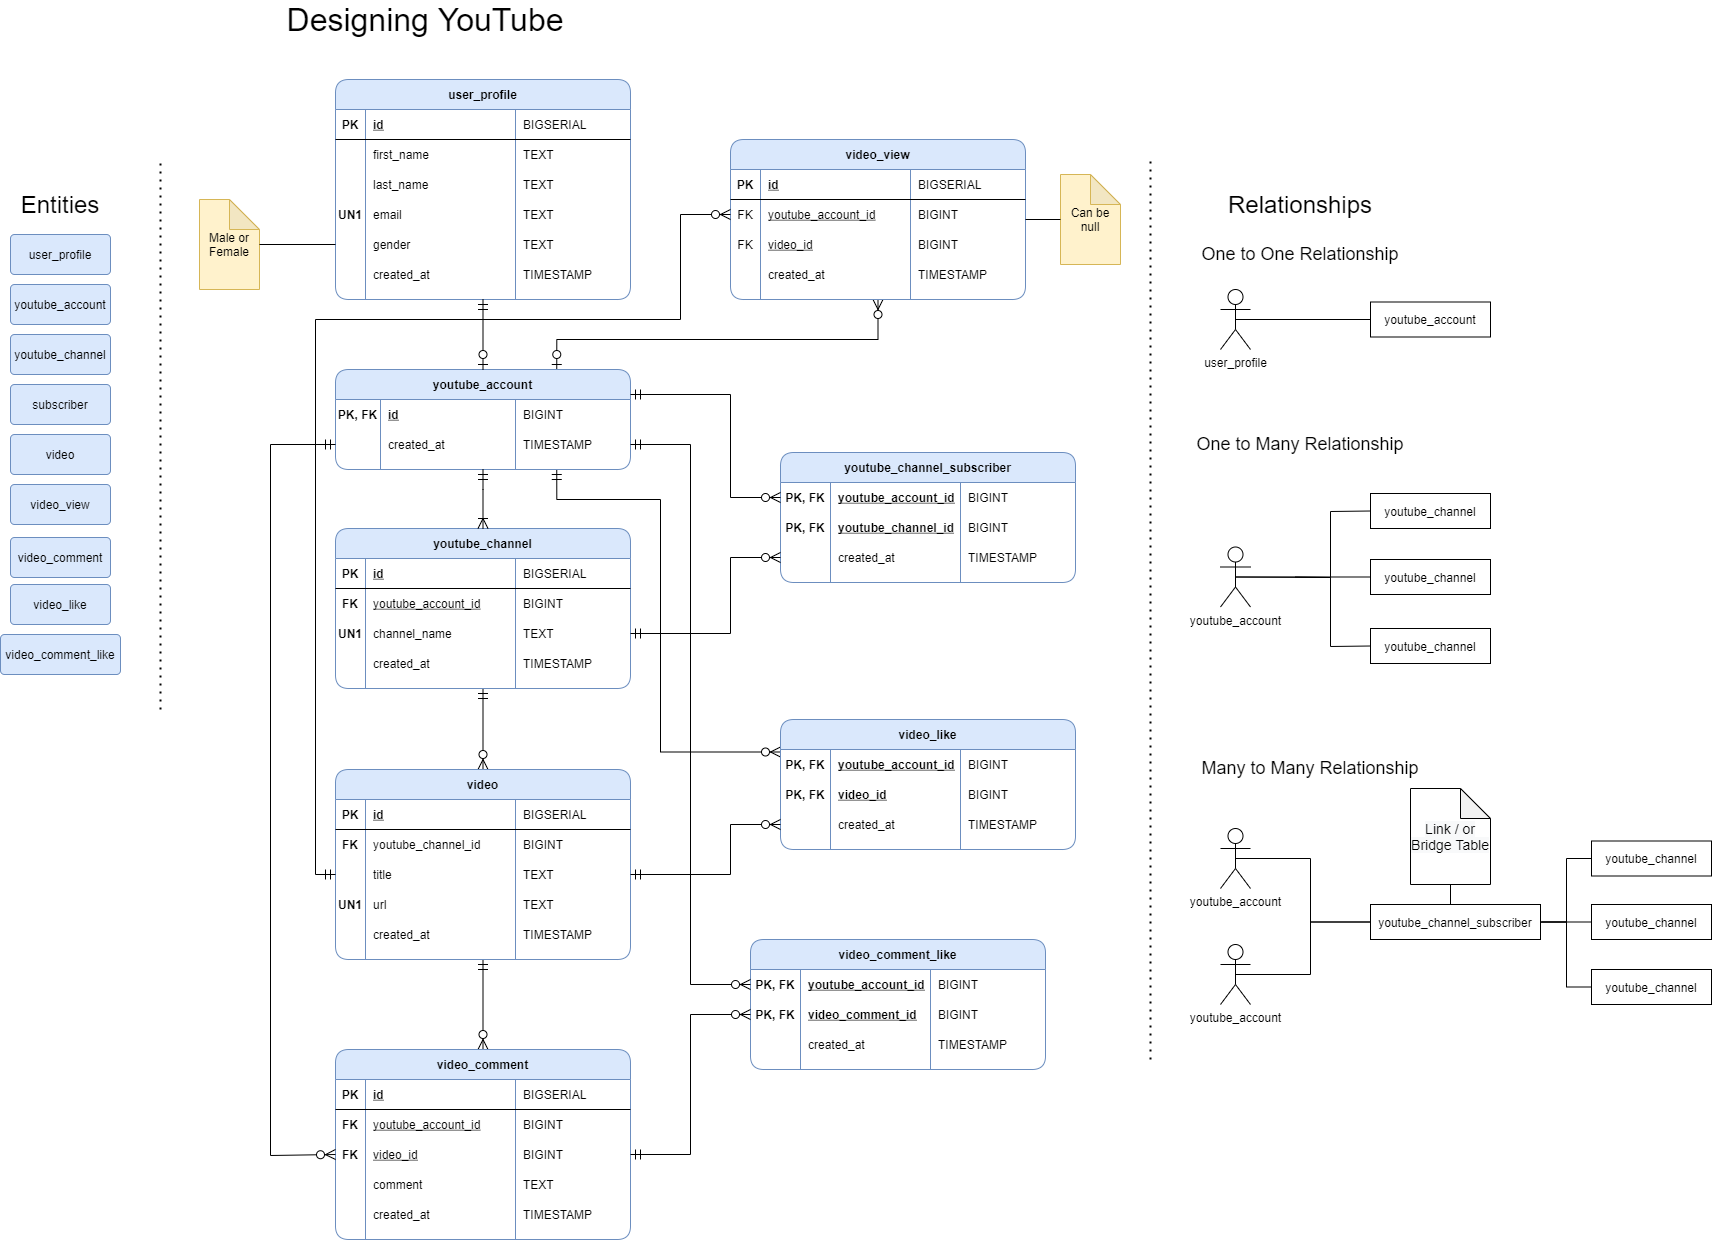 Designing YouTube
Entities
user_profile
youtube_account
youtube_channel
subscriber
video
video_view
video_comment
video_like
video_comment_like
Male or
Female
user_profile
PK id BIGSERIAL
first_name TEXT
last_name TEXT
UN1 email TEXT
gender TEXT
created_at TIMESTAMP
video_view
PK id BIGSERIAL
FK youtube_account_id BIGINT
FK video_id BIGINT
created_at TIMESTAMP
Can be
null
youtube_account
PK, FK id BIGINT
created_at TIMESTAMP
youtube_channel_subscriber
PK, FK youtube_account_id BIGINT
PK, FK youtube_channel_id BIGINT
created_at TIMESTAMP
youtube_channel
PK id BIGSERIAL
FK youtube_account_id BIGINT
UN1 channel_name TEXT
created_at TIMESTAMP
video_like
PK, FK youtube_account_id BIGINT
PK, FK video_id BIGINT
created_at TIMESTAMP
video
PK id BIGSERIAL
FK youtube_channel_id BIGINT
title TEXT
UN1 url TEXT
created_at TIMESTAMP
video_comment_like
PK, FK youtube_account_id BIGINT
PK, FK video_comment_id BIGINT
created_at TIMESTAMP
video_comment
PK id BIGSERIAL
FK youtube_account_id BIGINT
FK video_id BIGINT
comment TEXT
created_at TIMESTAMP
Relationships
One to One Relationship
user_profile
youtube_account
One to Many Relationship
youtube_account
youtube_channel
youtube_channel
youtube_channel
Many to Many Relationship
Link / or
Bridge Table
youtube_account
youtube_account
youtube_channel_subscriber
youtube_channel
youtube_channel
youtube_channel